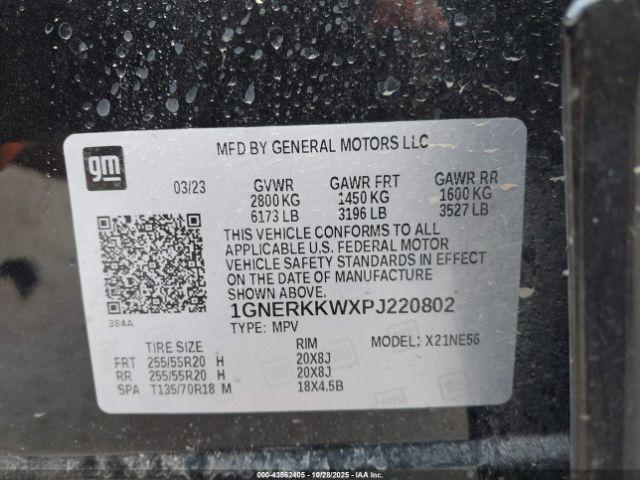 gm
MFD BY GENERAL MOTORS LLC
03/23 GVWR GAWR FRT GAWR RR
2800 KG 1450 KG 1600 KG
6173 LB 3196 LB 3527 LB
THIS VEHICLE CONFORMS TO ALL
APPLICABLE U.S. FEDERAL MOTOR
VEHICLE SAFETY STANDARDS IN EFFECT
ON THE DATE OF MANUFACTURE
SHOWN ABOVE.
384A
1GNERKKWXPJ220802
TYPE: MPV MODEL: X21NE56
TIRE SIZE RIM
FRT 255/55R20 H 20X8J
RR 255/55R20 H 20X8J
SPA T135/70R18 M 18X4.5B
000-43562405 | 10/28/2025 | IAA Inc.